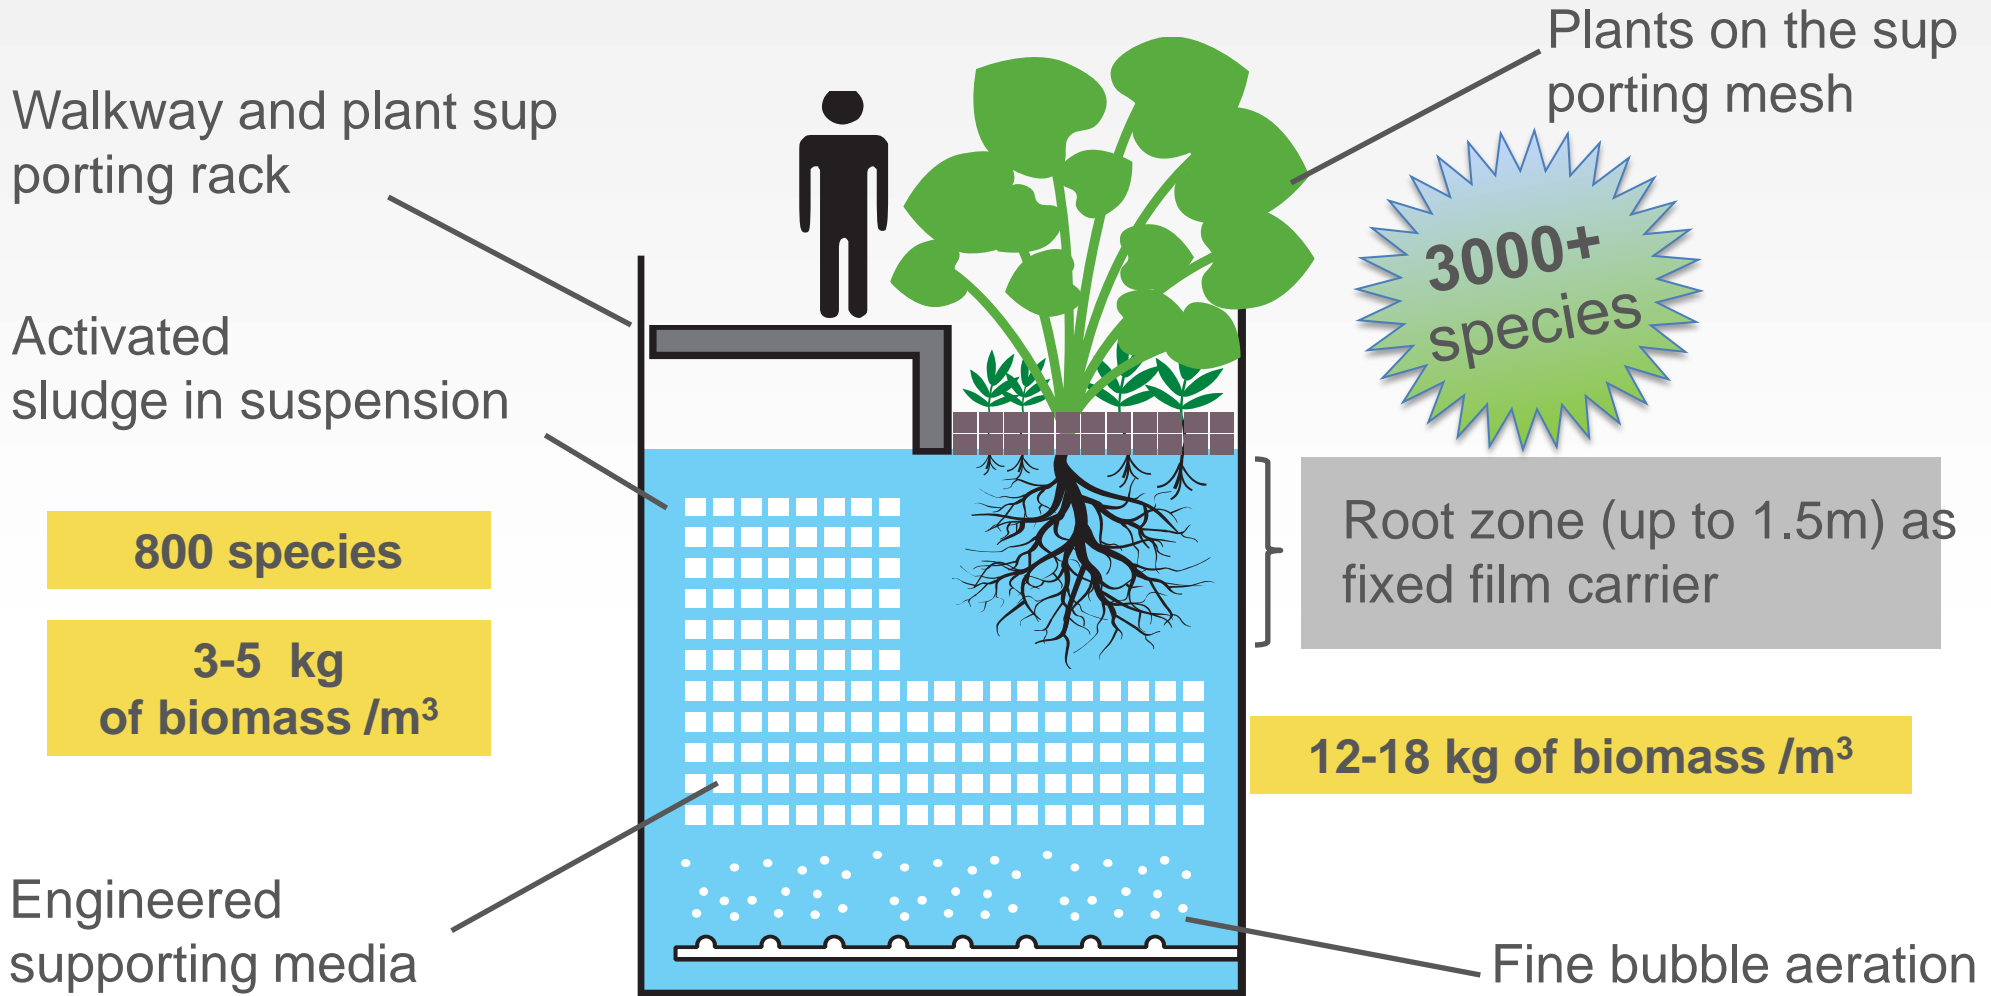 Walkway and plant sup
porting rack
Activated
sludge in suspension
800 species
3-5 kg
of biomass /m³
Engineered
supporting media
Plants on the sup
porting mesh
3000+
species
Root zone (up to 1.5m) as
fixed film carrier
12-18 kg of biomass /m³
Fine bubble aeration